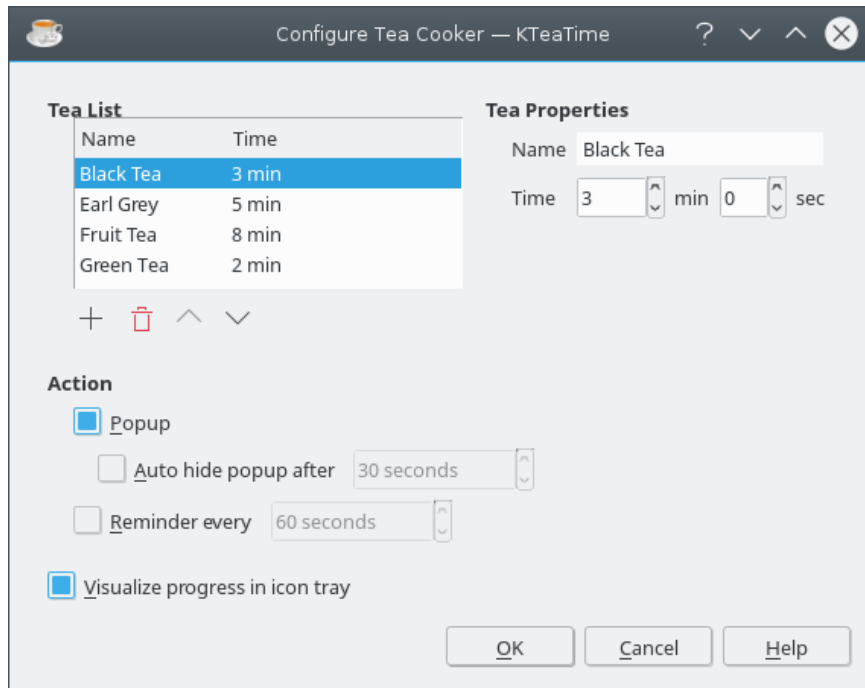 Configure Tea Cooker — KTeaTime
Tea List
Name Time
Black Tea 3 min
Earl Grey 5 min
Fruit Tea 8 min
Green Tea 2 min
Tea Properties
Name Black Tea
Time 3 min 0 sec
Action
Popup
Auto hide popup after 30 seconds
Reminder every 60 seconds
Visualize progress in icon tray
OK Cancel Help